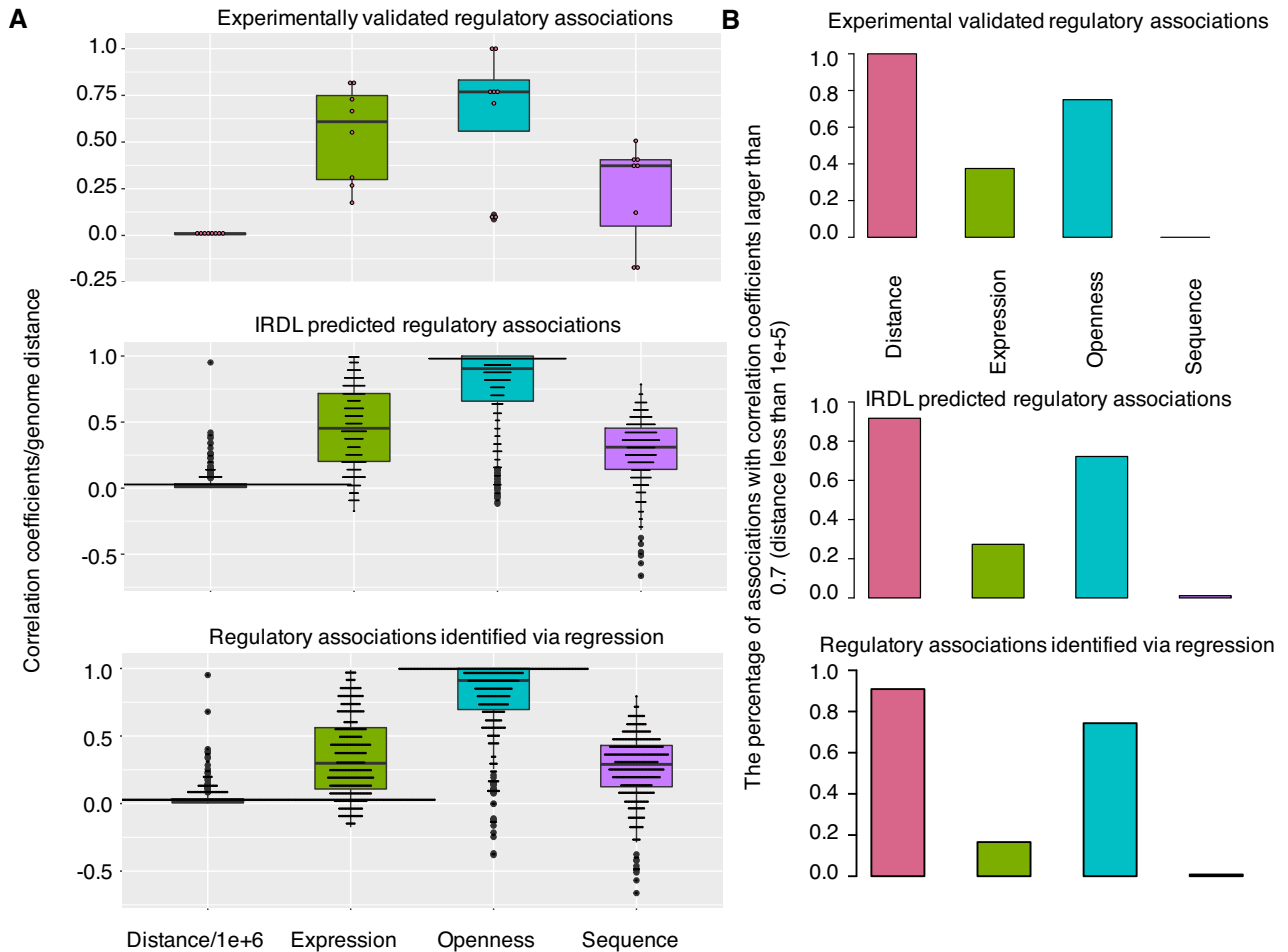 A
Experimentally validated regulatory associations
1.0
0.75
0.50
0.25
0.0
-0.25
IRDL predicted regulatory associations
1.0
0.5
0.0
-0.5
Regulatory associations identified via regression
1.0
0.5
0.0
-0.5
Distance/1e+6
Expression
Openness
Sequence
Correlation coefficients/genome distance
B
Experimental validated regulatory associations
1.0
0.8
0.6
0.4
0.2
0.0
Distance
Expression
Openness
Sequence
IRDL predicted regulatory associations
1.0
0.8
0.6
0.4
0.2
0.0
Regulatory associations identified via regression
1.0
0.8
0.6
0.4
0.2
0.0
The percentage of associations with correlation coefficients larger than
0.7 (distance less than 1e+5)